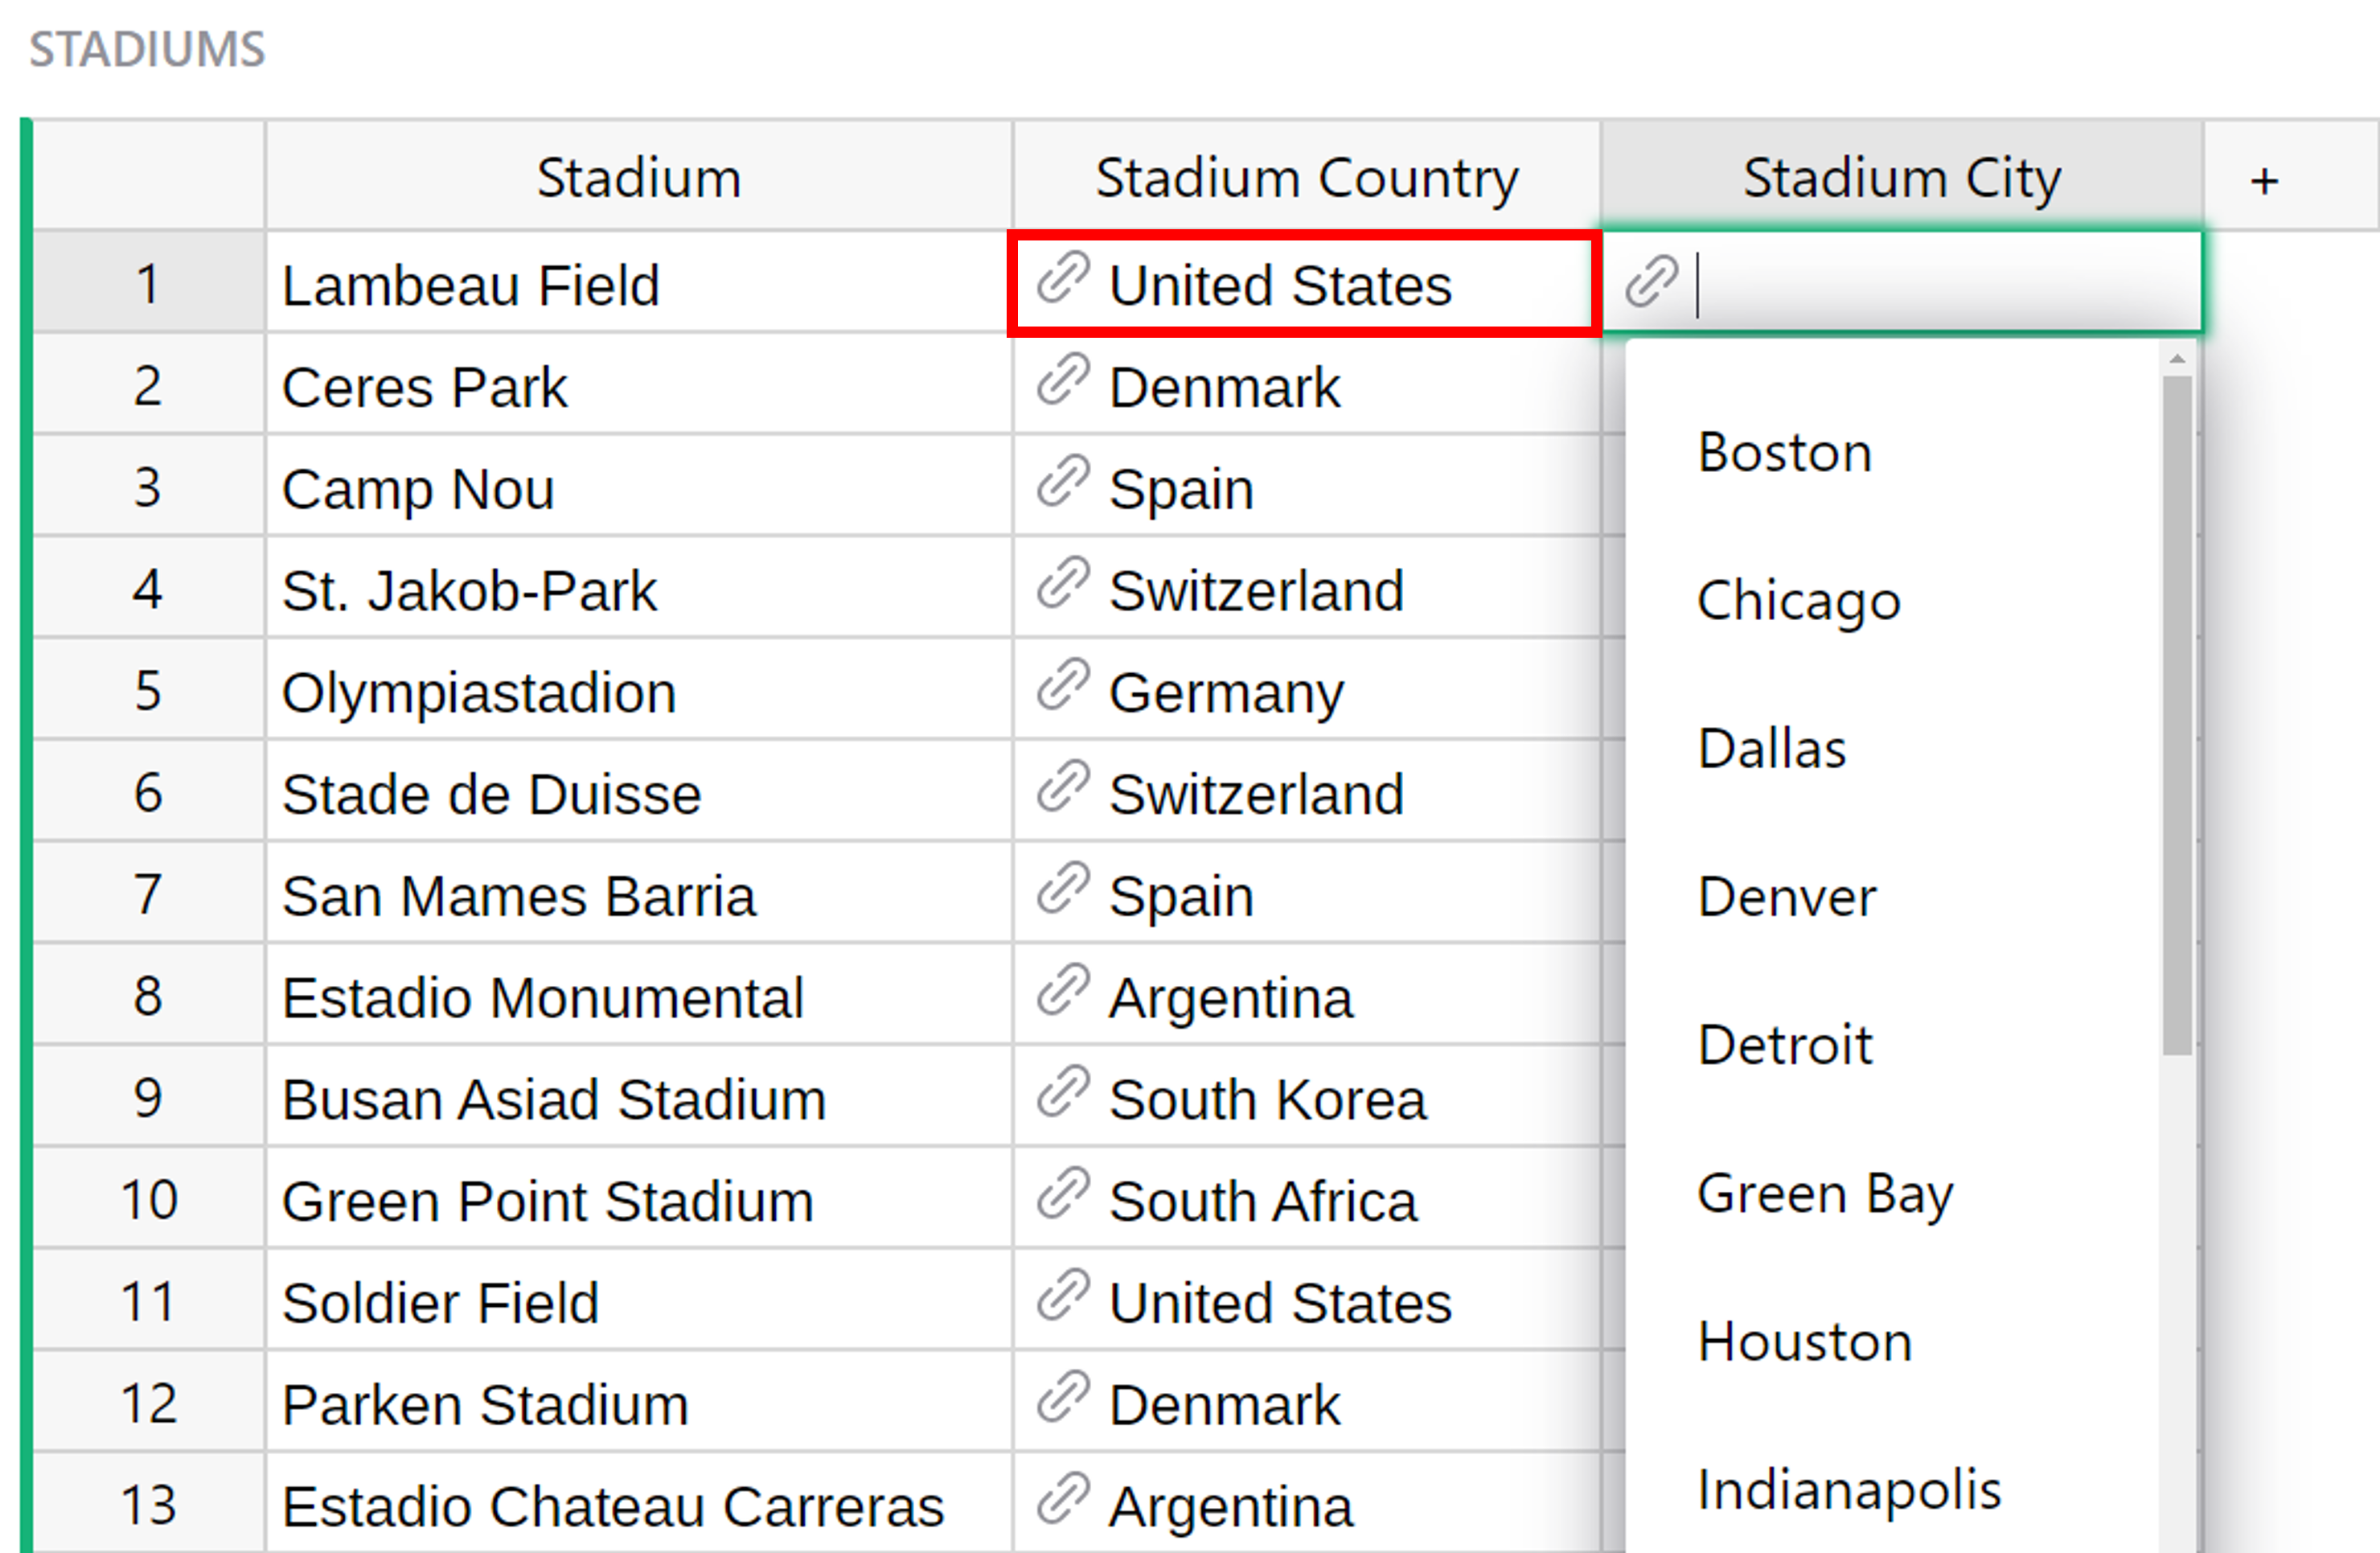 STADIUMS
Stadium Stadium Country Stadium City +
1 Lambeau Field United States
2 Ceres Park Denmark
3 Camp Nou Spain
4 St. Jakob-Park Switzerland
5 Olympiastadion Germany
6 Stade de Duisse Switzerland
7 San Mames Barria Spain
8 Estadio Monumental Argentina
9 Busan Asiad Stadium South Korea
10 Green Point Stadium South Africa
11 Soldier Field United States
12 Parken Stadium Denmark
13 Estadio Chateau Carreras Argentina
Boston
Chicago
Dallas
Denver
Detroit
Green Bay
Houston
Indianapolis